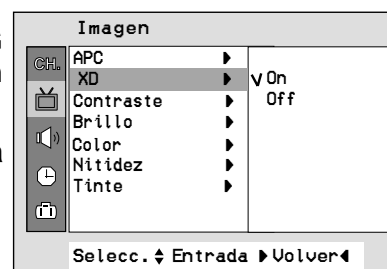 Imagen
CH.
APC
XD
On
Contraste
Off
Brillo
Color
Nitidez
Tinte
Selecc. Entrada Volver